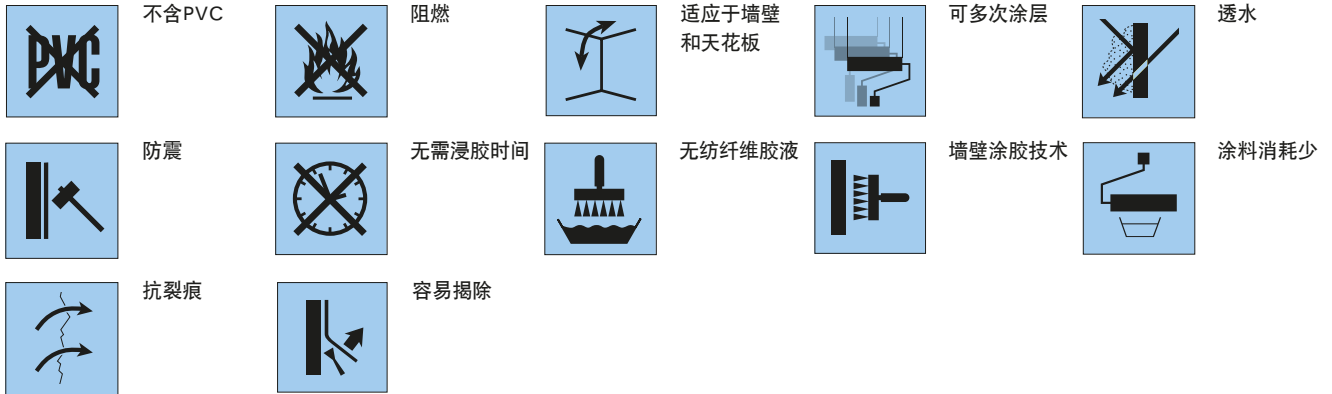 PVC
不含PVC
阻燃
适应于墙壁
和天花板
可多次涂层
透水
防震
无需浸胶时间
无纺纤维胶液
墙壁涂胶技术
涂料消耗少
抗裂痕
容易揭除